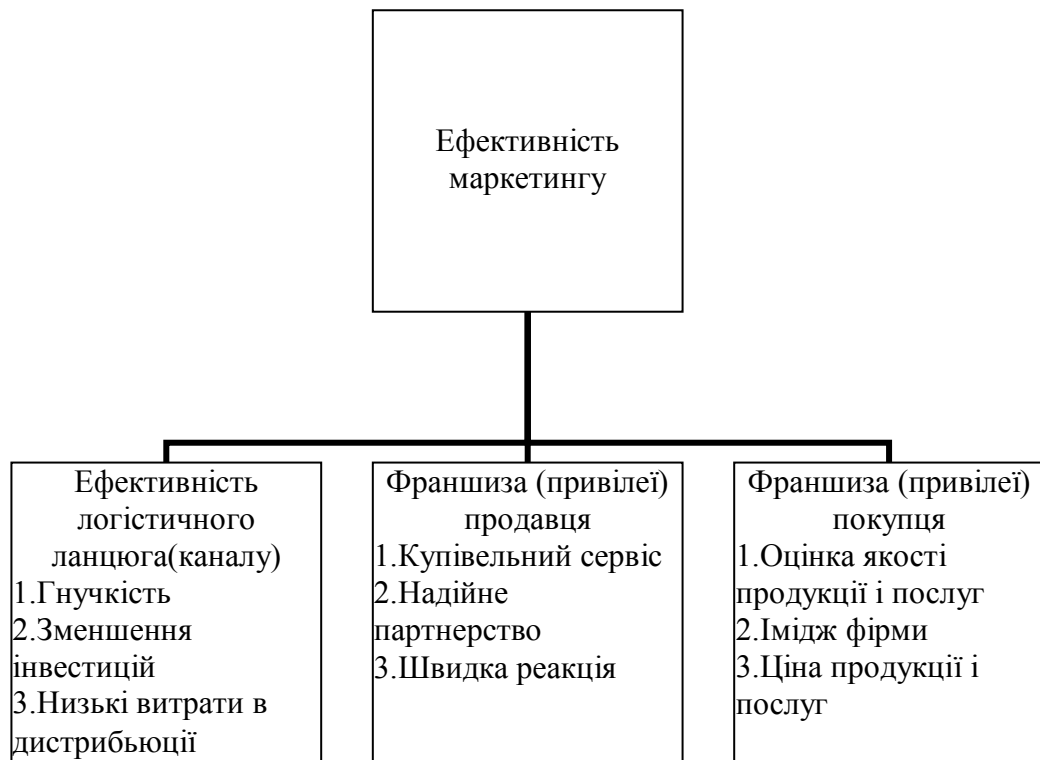 Ефективність
маркетингу
Ефективність
логістичного
ланцюга(каналу)
1.Гнучкість
2.Зменшення
інвестицій
3.Низькі витрати в
дистрибьюції
Франшиза (привілеї)
продавця
1.Купівельний сервіс
2.Надійне
партнерство
3.Швидка реакція
Франшиза (привілеї)
покупця
1.Оцінка якості
продукції і послуг
2.Імідж фірми
3.Ціна продукції і
послуг